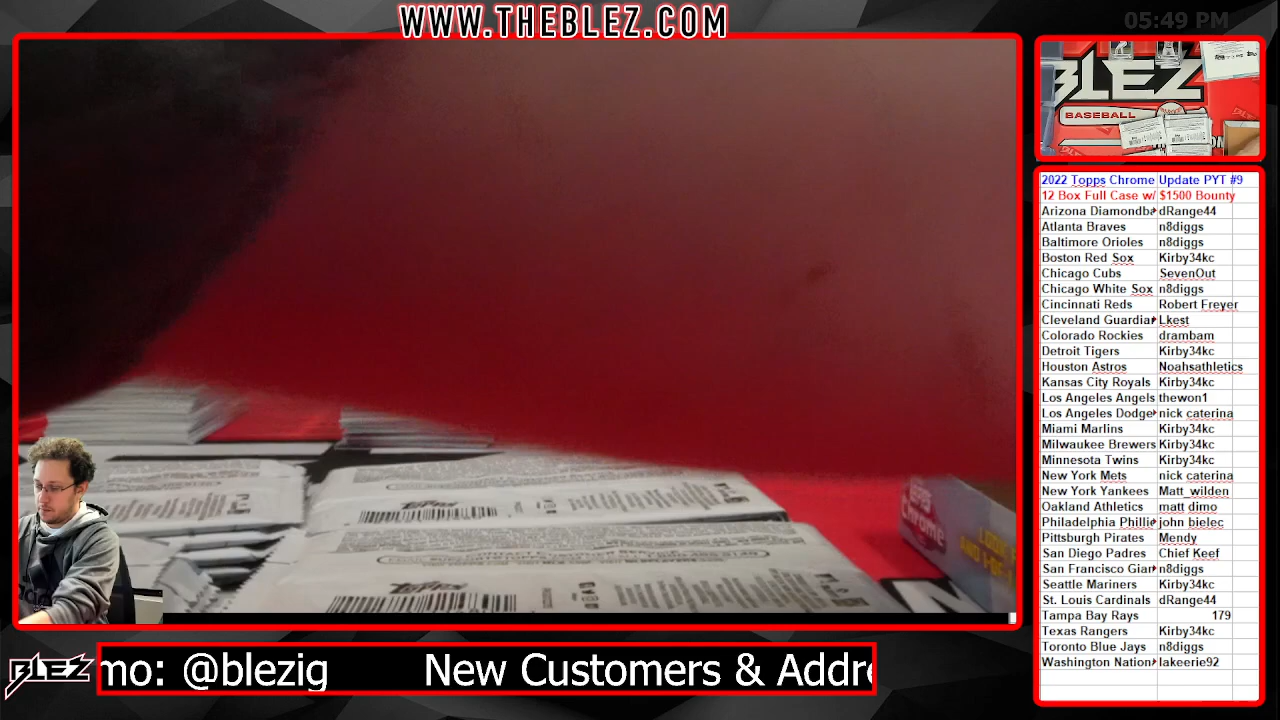 WWW.THEBLEZ.COM
05:49 PM
BLEZ
BASEBALL
2022 Topps Chrome Update PYT #9
12 Box Full Case w/ $1500 Bounty
Arizona Diamondba dRange44
Atlanta Braves n8diggs
Baltimore Orioles n8diggs
Boston Red Sox Kirby34kc
Chicago Cubs SevenOut
Chicago White Sox n8diggs
Cincinnati Reds Robert Freyer
Cleveland Guardian Lkest
Colorado Rockies drambam
Detroit Tigers Kirby34kc
Houston Astros Noahsathletics
Kansas City Royals Kirby34kc
Los Angeles Angels thewon1
Los Angeles Dodge nick caterina
Miami Marlins Kirby34kc
Milwaukee Brewers Kirby34kc
Minnesota Twins Kirby34kc
New York Mets nick caterina
New York Yankees Matt_wilden
Oakland Athletics matt dimo
Philadelphia Phillie john bielec
Pittsburgh Pirates Mendy
San Diego Padres Chief Keef
San Francisco Gian n8diggs
Seattle Mariners Kirby34kc
St. Louis Cardinals dRange44
Tampa Bay Rays 179
Texas Rangers Kirby34kc
Toronto Blue Jays n8diggs
Washington Nation lakeerie92
Topps
Topps
Chrome
BLEZ
mo: @blezig New Customers & Addre